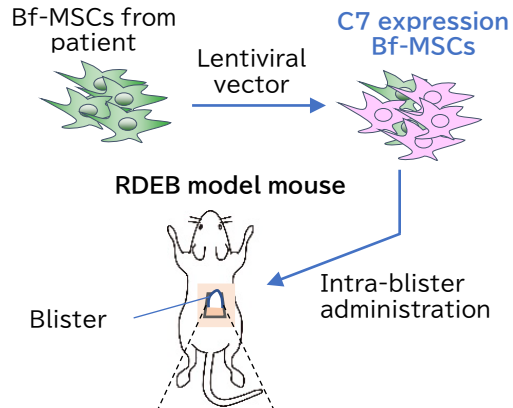 Bf-MSCs from
patient
Lentiviral
vector
C7 expression
Bf-MSCs
RDEB model mouse
Blister
Intra-blister
administration